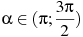 α ∈ (π; 3π/2)